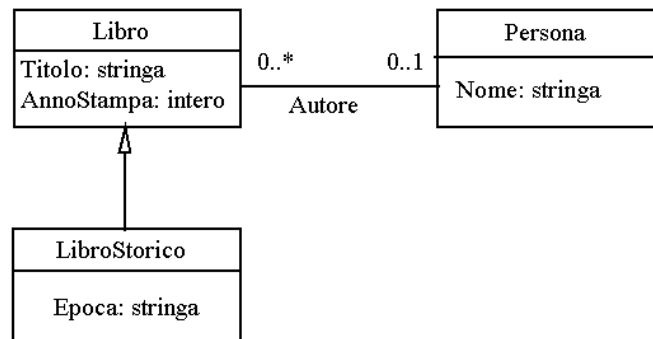 Libro
Titolo: stringa
AnnoStampa: intero
0..*
0..1
Autore
Persona
Nome: stringa
LibroStorico
Epoca: stringa